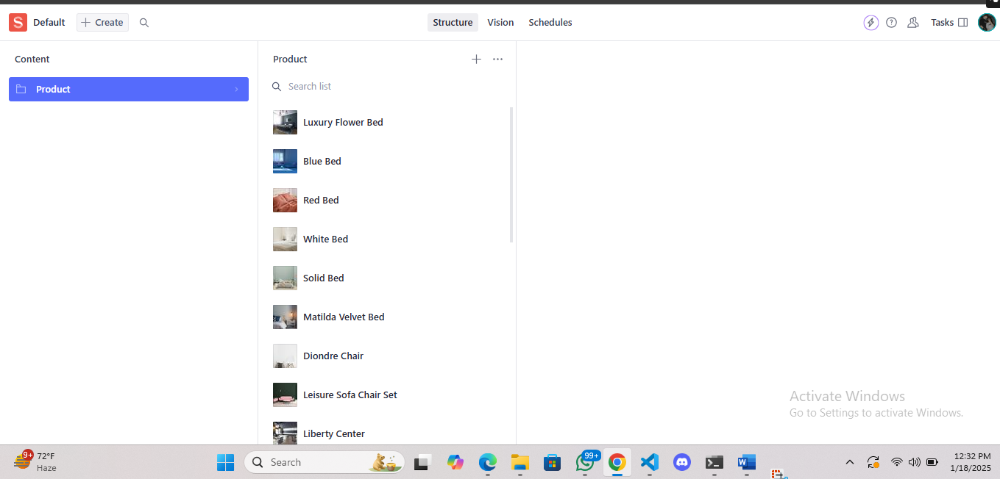 S Default + Create Structure Vision Schedules Tasks
Content
Product
Product
Search list
Luxury Flower Bed
Blue Bed
Red Bed
White Bed
Solid Bed
Matilda Velvet Bed
Diondre Chair
Leisure Sofa Chair Set
Liberty Center
Activate Windows
Go to Settings to activate Windows.
9+ 72°F
Haze
Search
99+
W
12:32 PM
1/18/2025